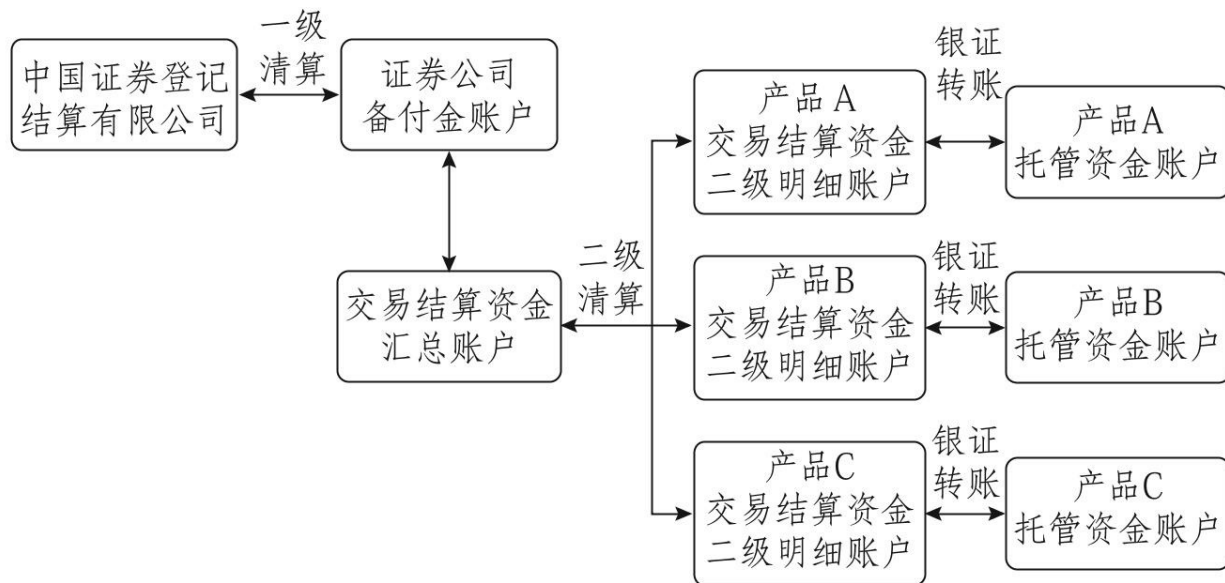 中国证券登记
结算有限公司
一级
清算
证券公司
备付金账户
交易结算资金
汇总账户
二级
清算
产品A
交易结算资金
二级明细账户
银证
转账
产品A
托管资金账户
产品B
交易结算资金
二级明细账户
银证
转账
产品B
托管资金账户
产品C
交易结算资金
二级明细账户
银证
转账
产品C
托管资金账户